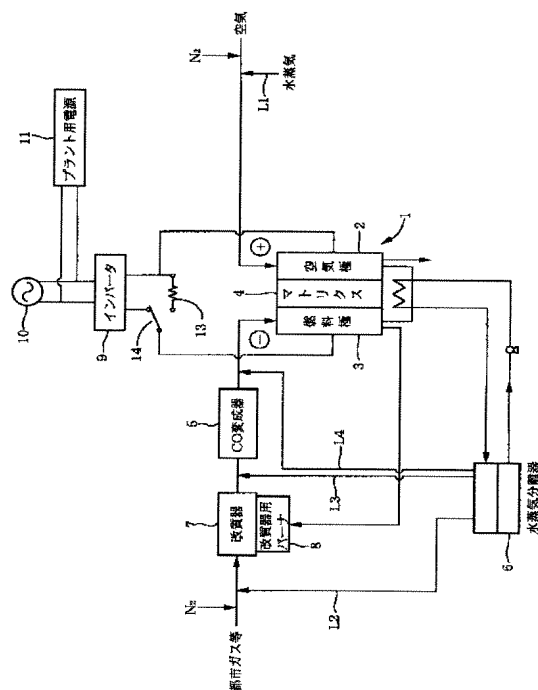 10
11
プラント用電源
9
インバータ
14
13
N₂
空気
L1
水蒸気
5
CO変成器
7
改質器
改質器用
バーナ
8
N₂
都市ガス等
L2
L3
L4
⊖
⊕
4
燃料極
マトリクス
空気極
3
2
1
6
水蒸気分離器